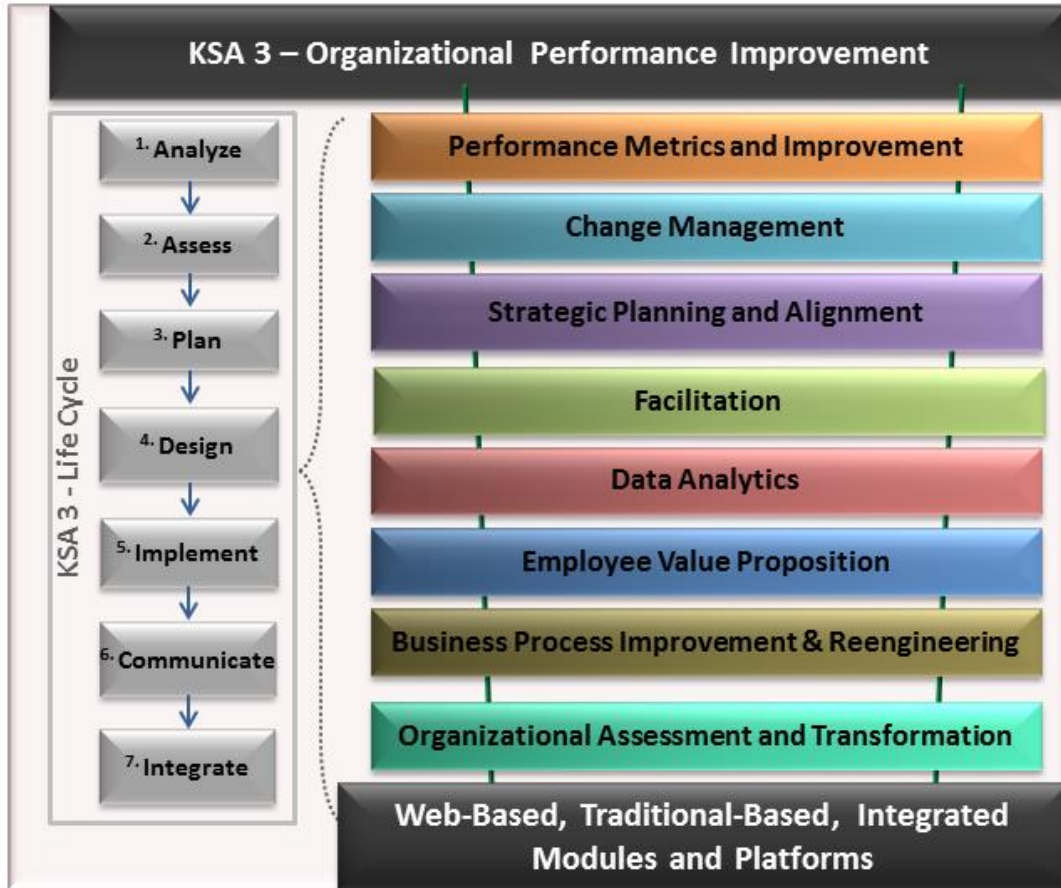 KSA 3 – Organizational Performance Improvement
KSA 3 - Life Cycle
1. Analyze
2. Assess
3. Plan
4. Design
5. Implement
6. Communicate
7. Integrate
Performance Metrics and Improvement
Change Management
Strategic Planning and Alignment
Facilitation
Data Analytics
Employee Value Proposition
Business Process Improvement & Reengineering
Organizational Assessment and Transformation
Web-Based, Traditional-Based, Integrated
Modules and Platforms